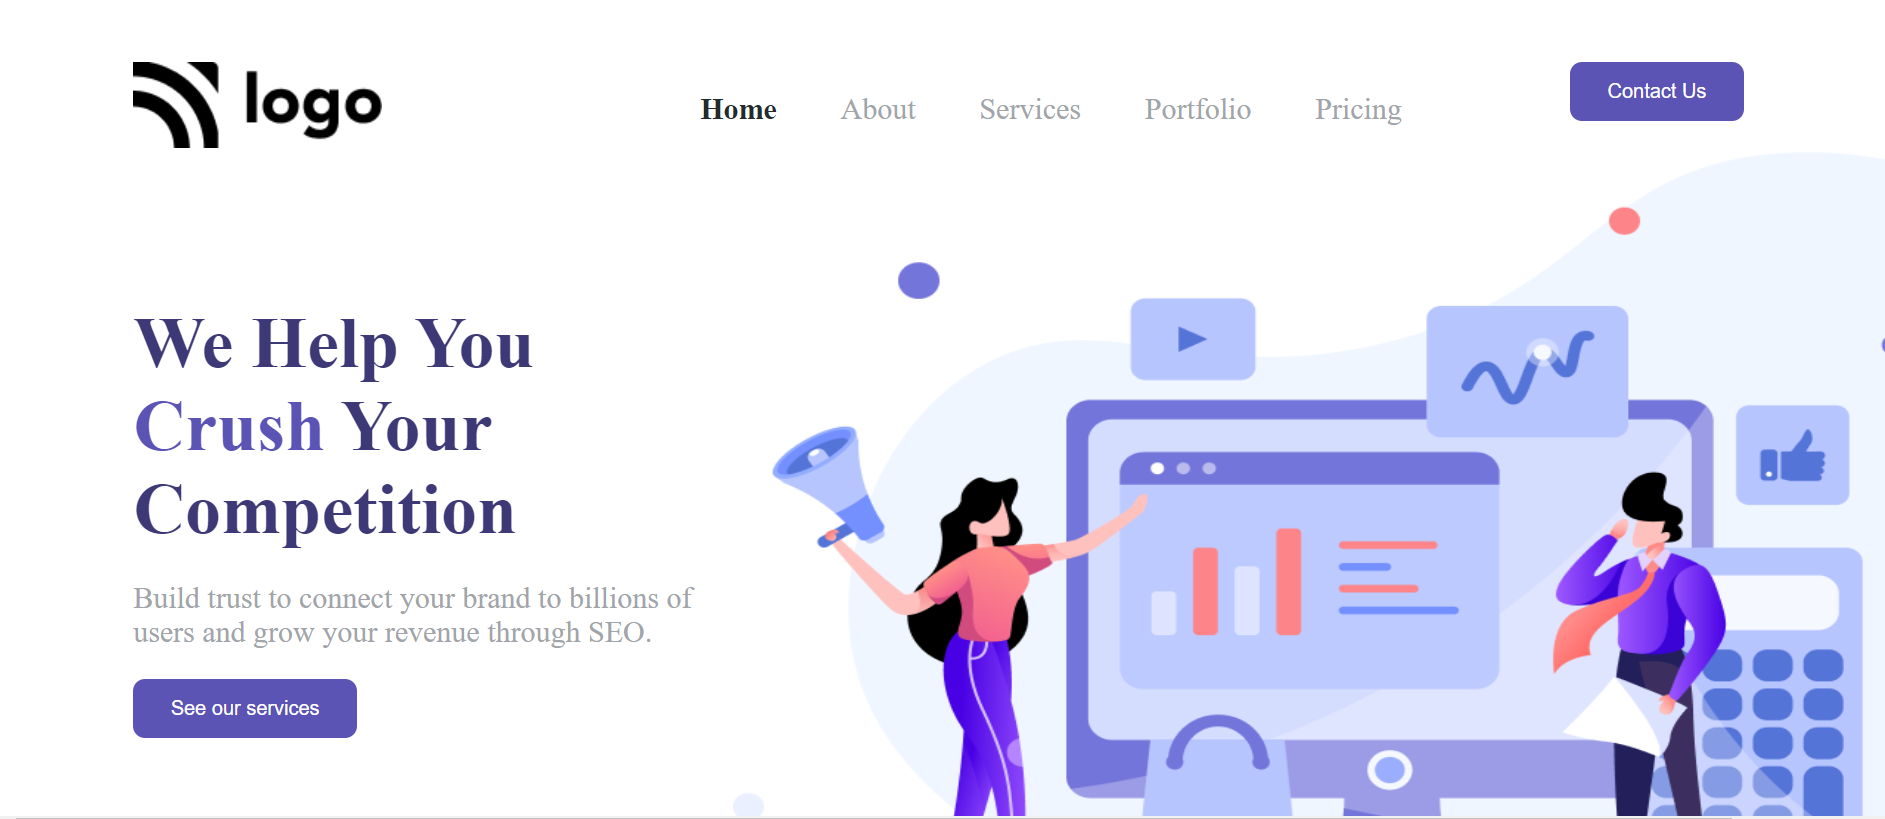 logo
Home About Services Portfolio Pricing
Contact Us
We Help You
Crush Your
Competition
Build trust to connect your brand to billions of
users and grow your revenue through SEO.
See our services